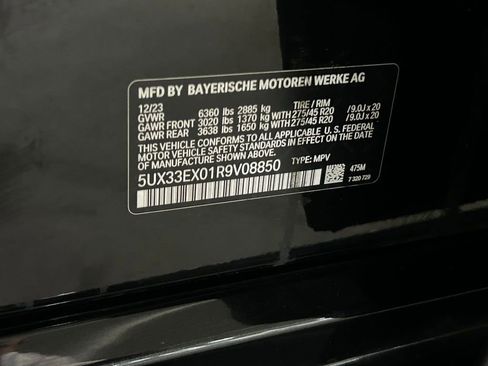 MFD BY BAYERISCHE MOTOREN WERKE AG
12/23 TIRE / RIM
GVWR 6360 lbs 2885 kg
GAWR FRONT 3020 lbs 1370 kg WITH 275/45 R20 / 9.0J x 20
GAWR REAR 3638 lbs 1650 kg WITH 275/45 R20 / 9.0J x 20
THIS VEHICLE CONFORMS TO ALL APPLICABLE U.S. FEDERAL
MOTOR VEHICLE SAFETY STANDARDS IN EFFECT ON THE DATE OF
MANUFACTURE SHOWN ABOVE.
5UX33EX01R9V08850 TYPE: MPV
475M
7 320 729